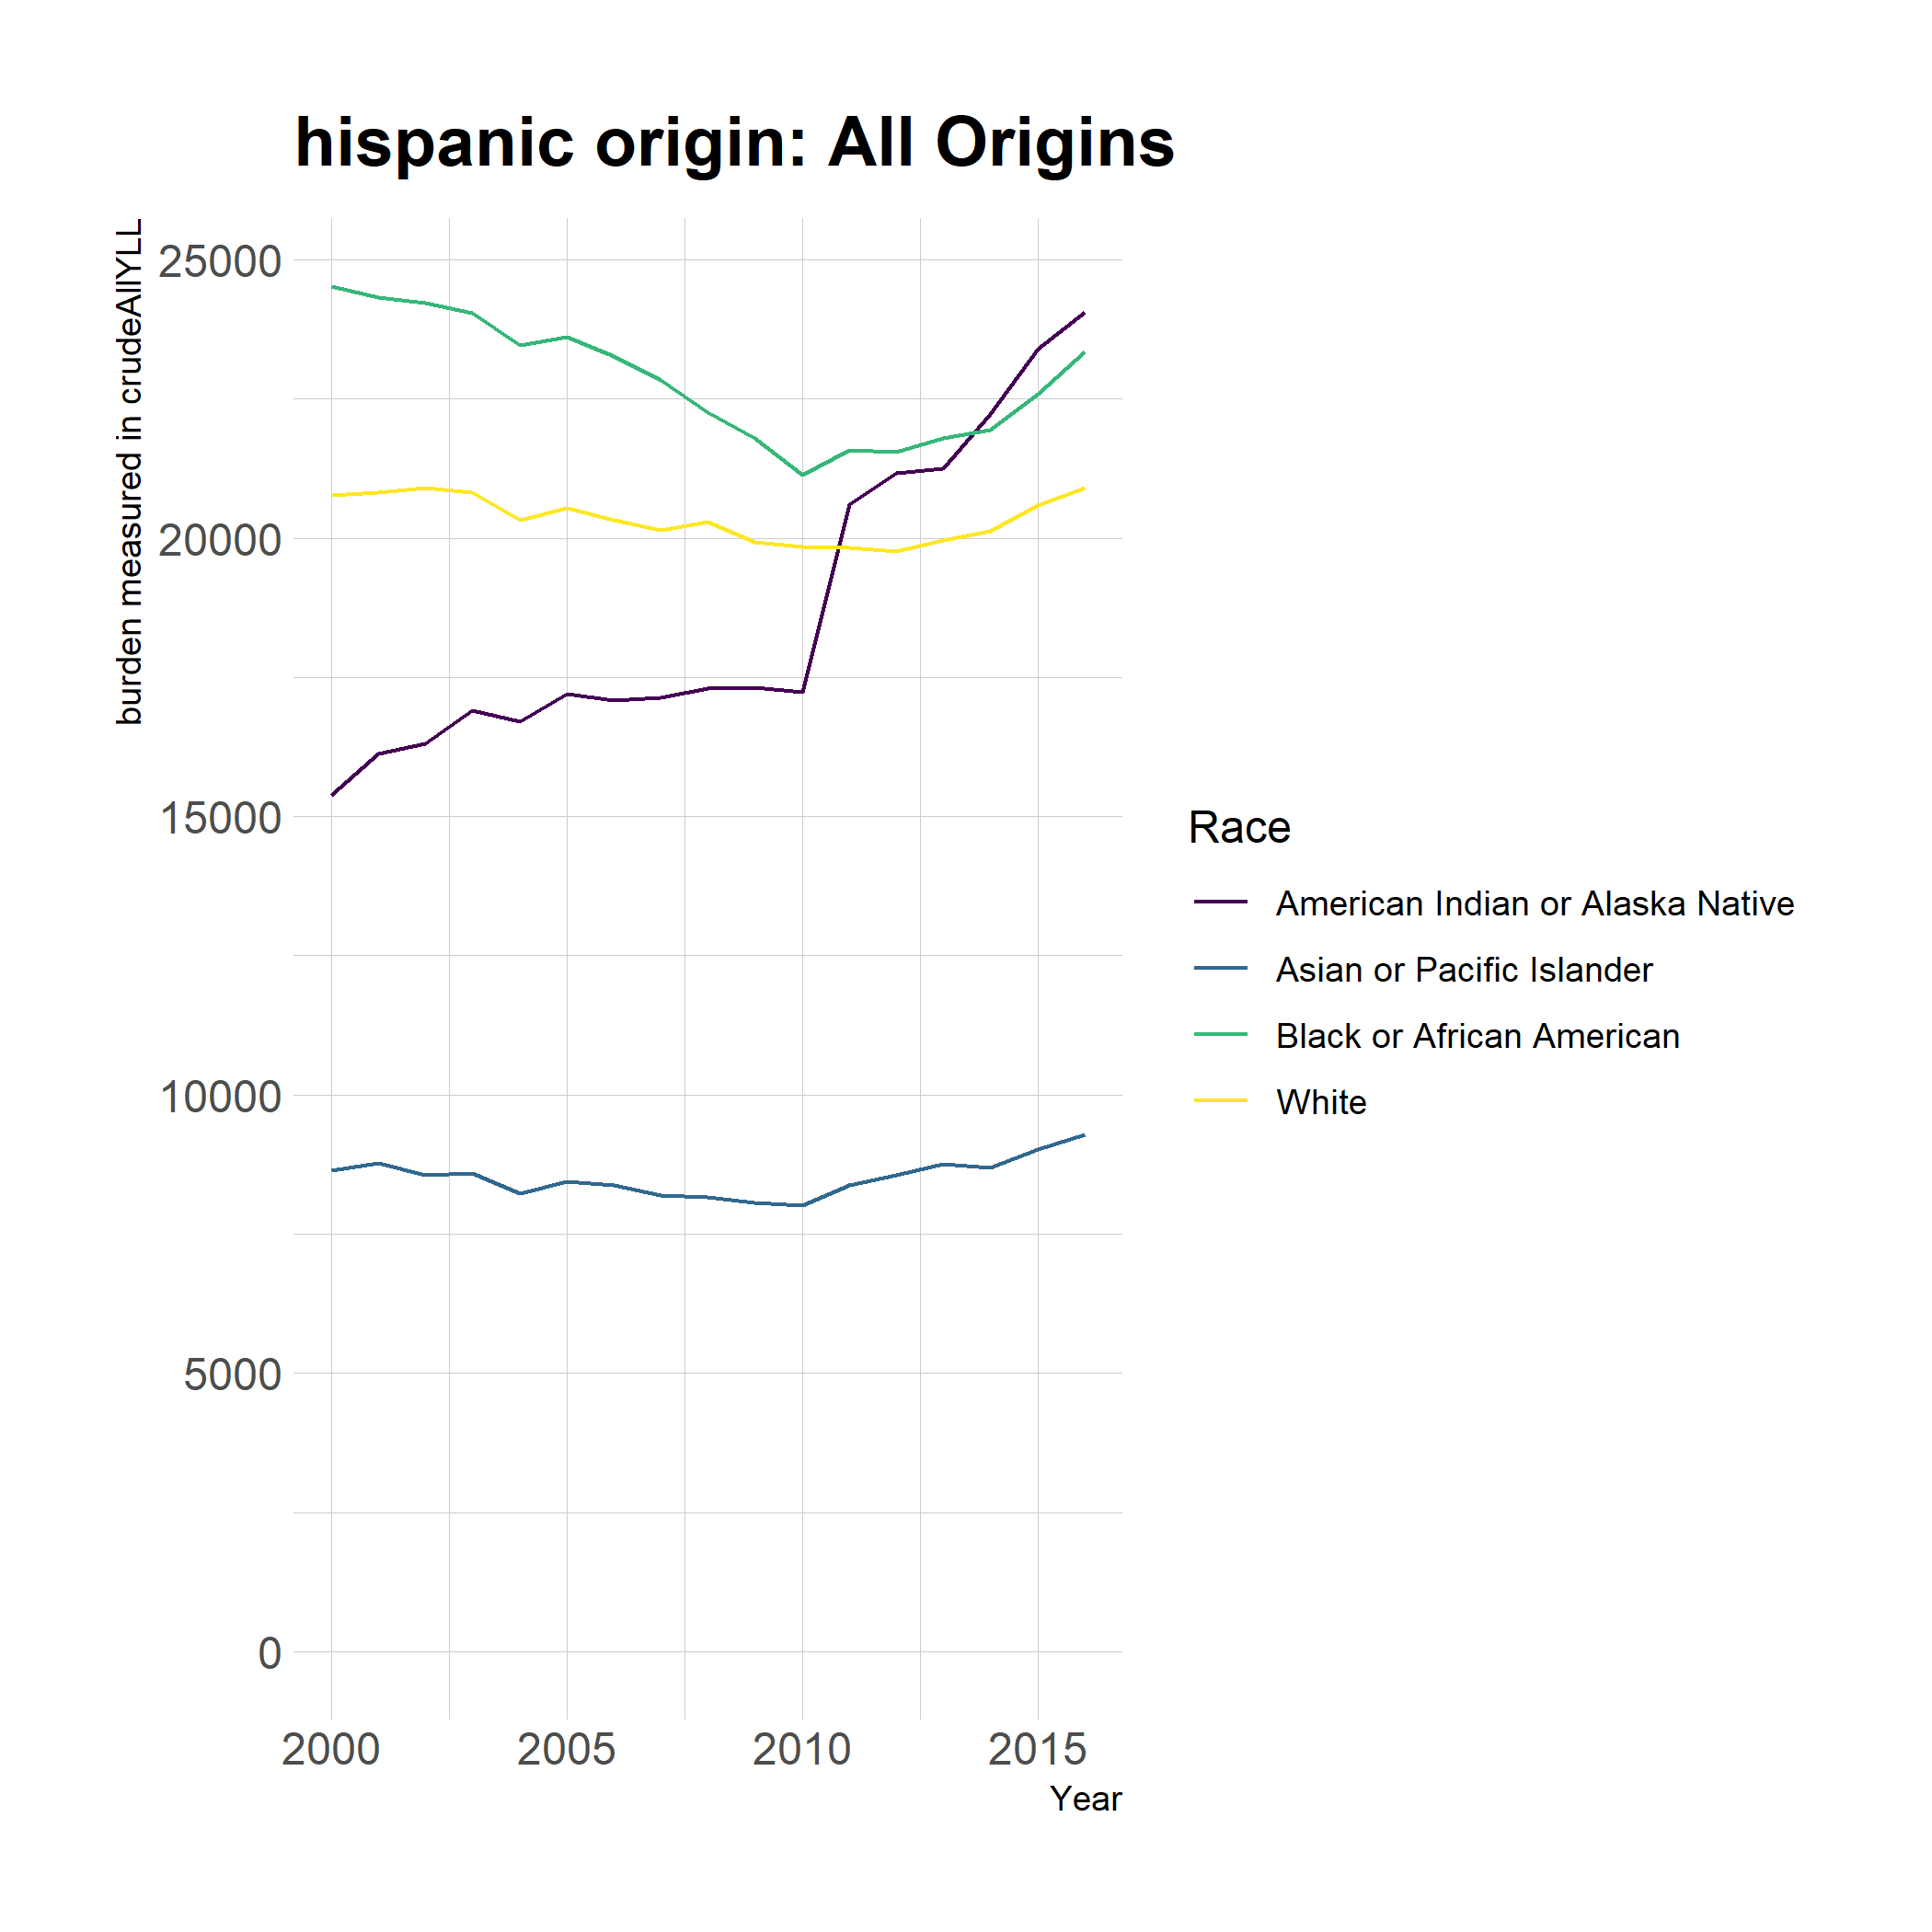 hispanic origin: All Origins
burden measured in crudeAllYLL
25000
20000
15000
10000
5000
0
2000 2005 2010 2015
Year
Race
American Indian or Alaska Native
Asian or Pacific Islander
Black or African American
White